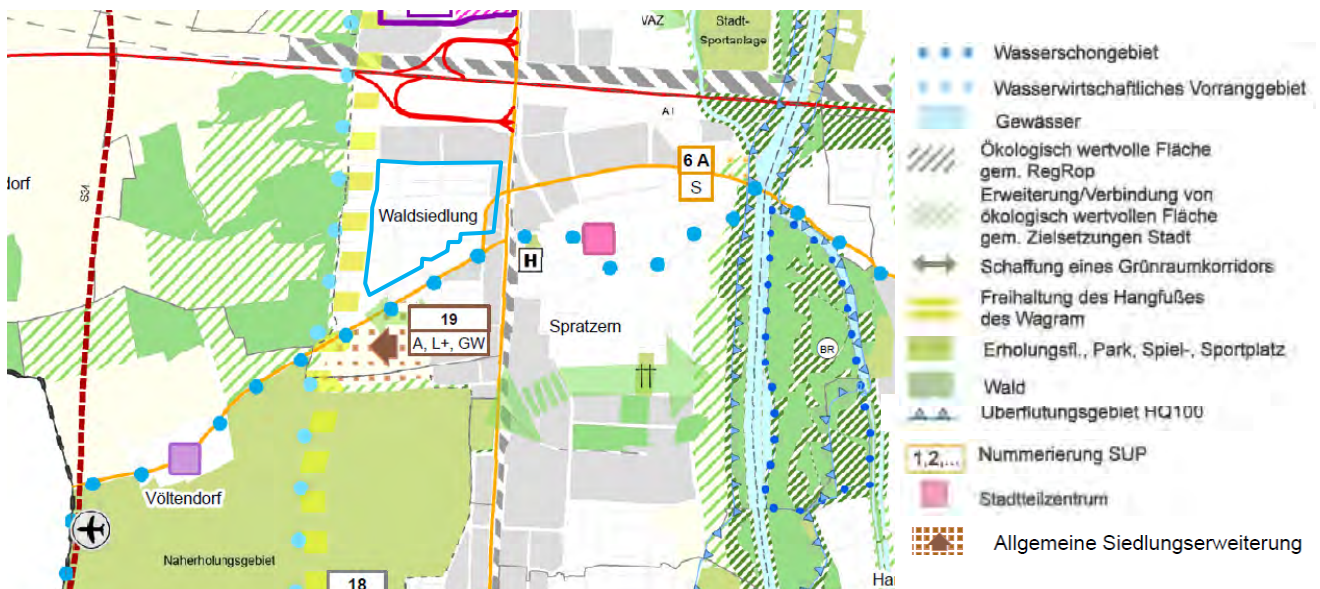 VAZ
Stadt-
Sportanlage
A1
dorf
S34
6 A
S
Waldsiedlung
H
19
A, L+, GW
Spratzern
BR
Völtendorf
Naherholungsgebiet
18
Ha
Wasserschongebiet
Wasserwirtschaftliches Vorranggebiet
Gewässer
Ökologisch wertvolle Fläche
gem. RegRop
Erweiterung/Verbindung von
ökologisch wertvollen Fläche
gem. Zielsetzungen Stadt
Schaffung eines Grünraumkorridors
Freihaltung des Hangfußes
des Wagram
Erholungsfl., Park, Spiel-, Sportplatz
Wald
Überflutungsgebiet HQ100
1,2,... Nummerierung SUP
Stadtteilzentrum
Allgemeine Siedlungserweiterung